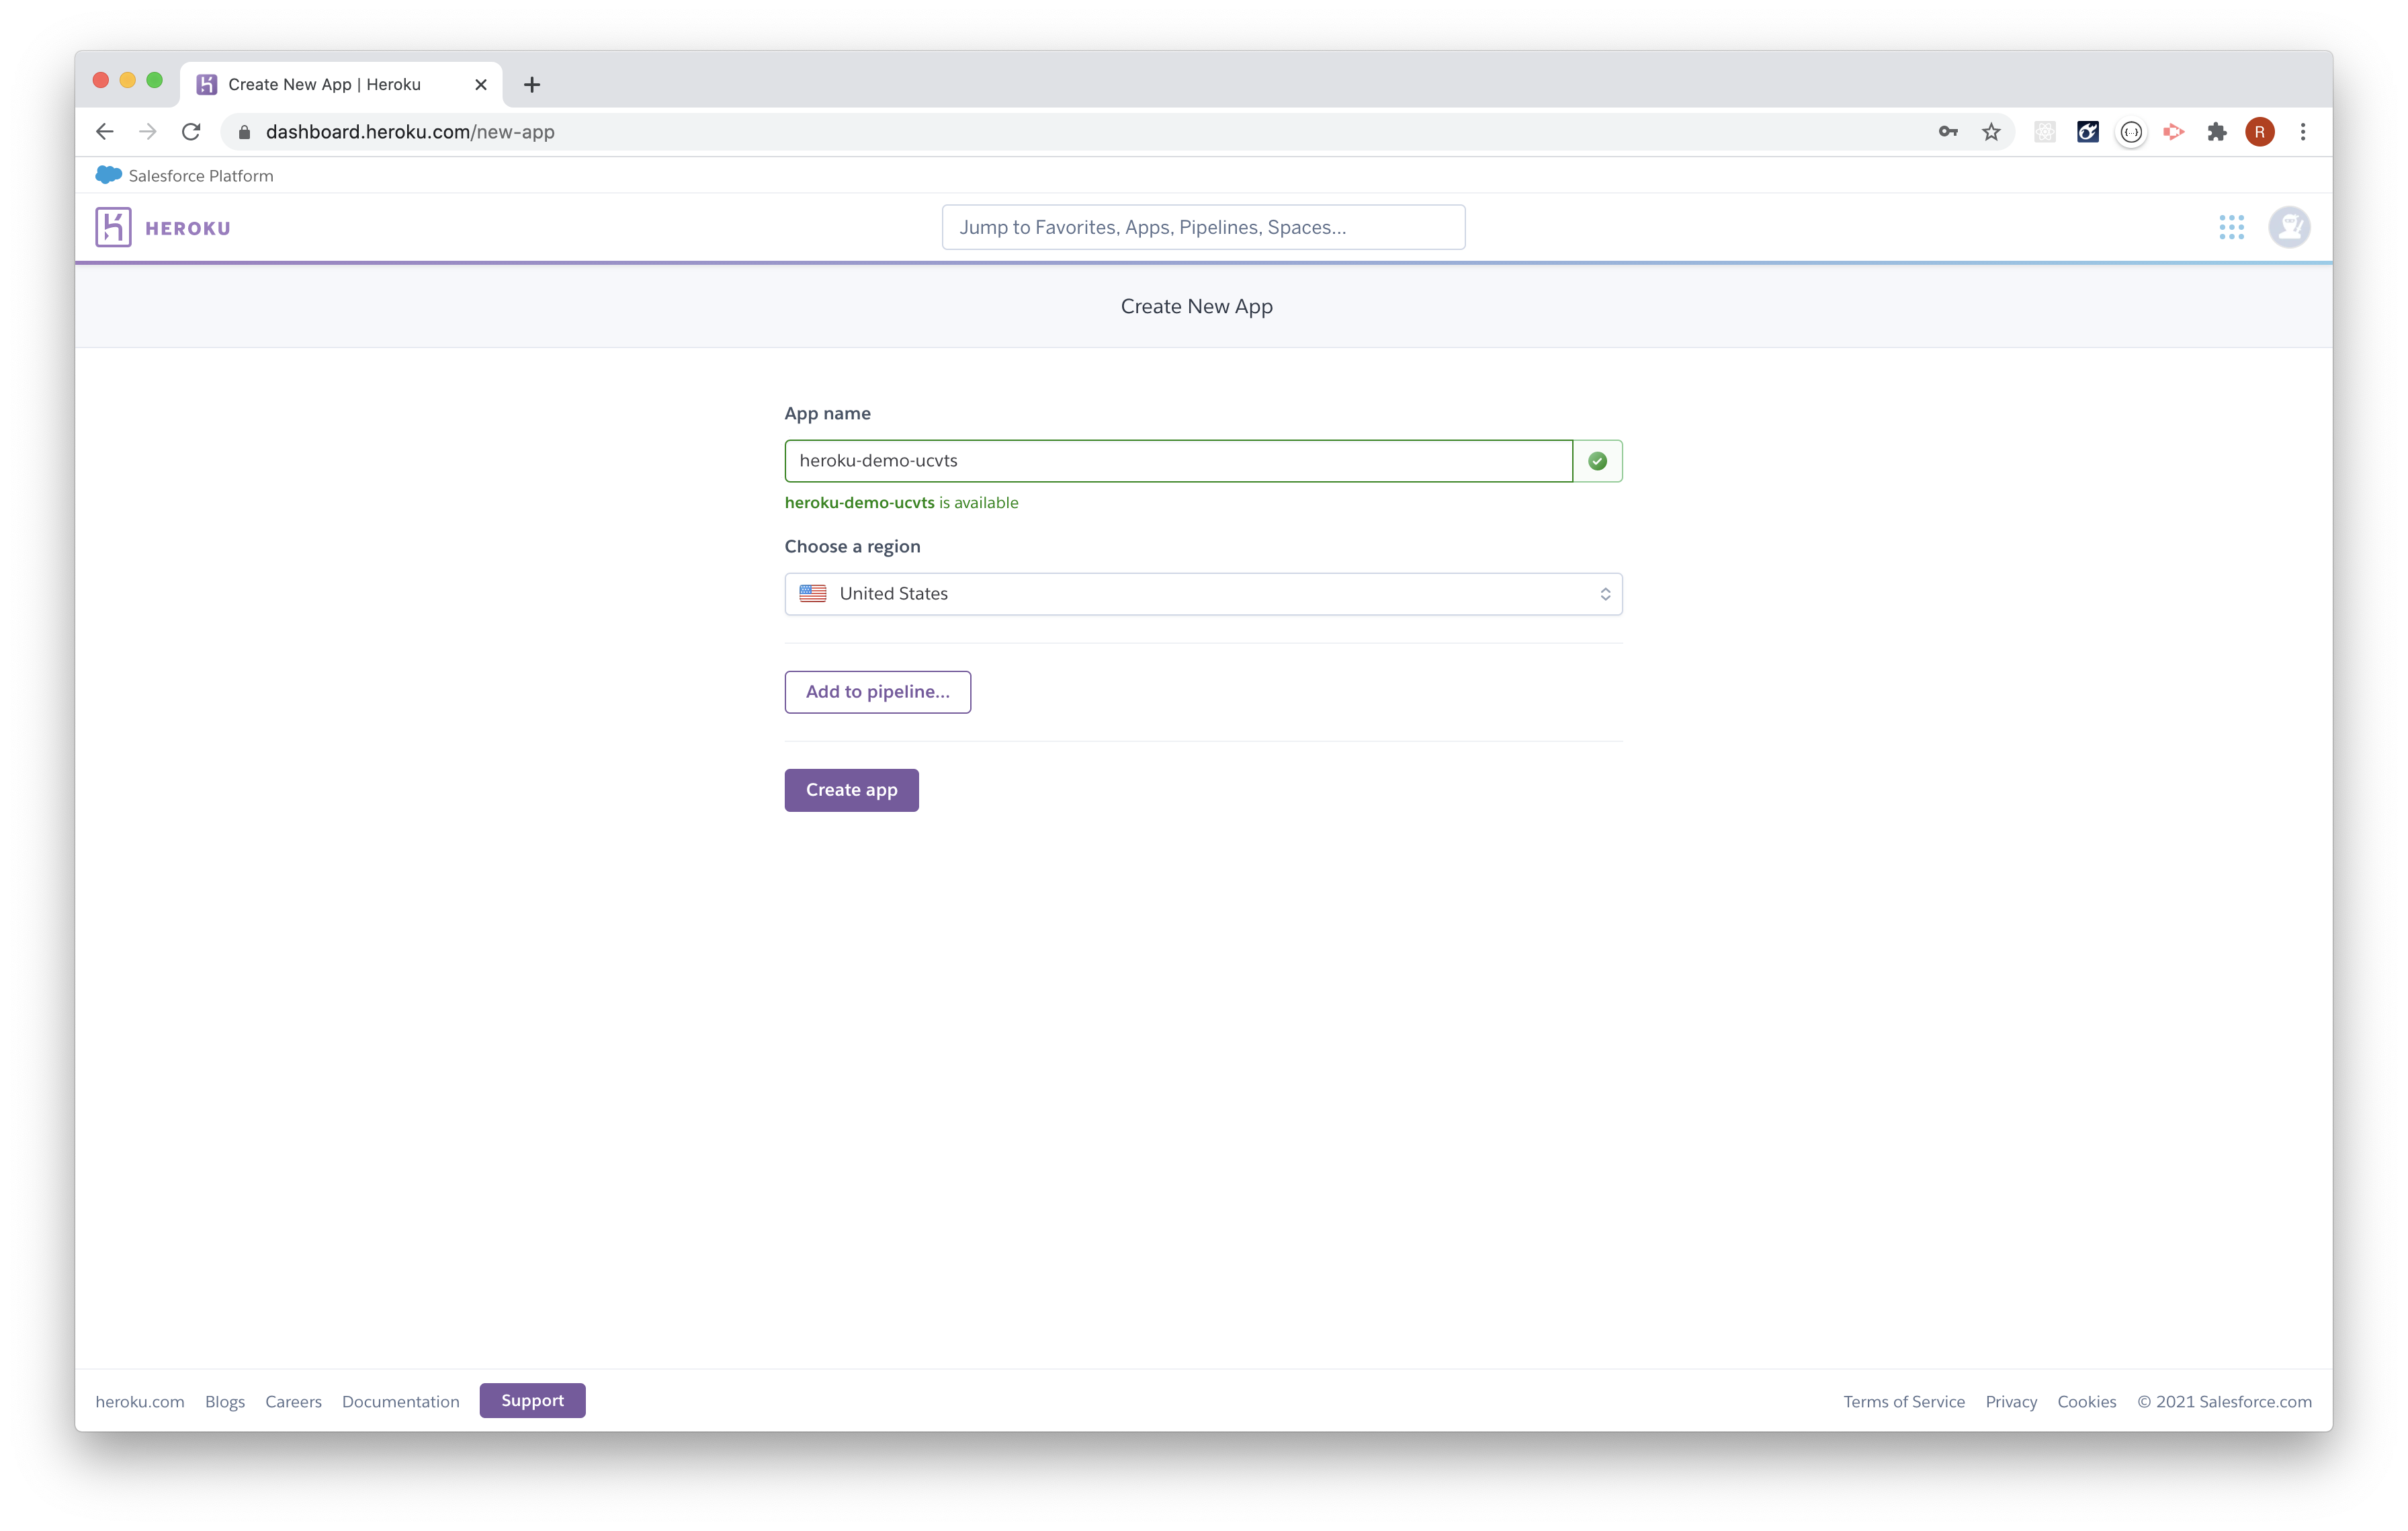 Create New App | Heroku
dashboard.heroku.com/new-app
R
Salesforce Platform
HEROKU
Jump to Favorites, Apps, Pipelines, Spaces...
Create New App
App name
heroku-demo-ucvts
heroku-demo-ucvts is available
Choose a region
United States
Add to pipeline...
Create app
heroku.com Blogs Careers Documentation Support Terms of Service Privacy Cookies © 2021 Salesforce.com